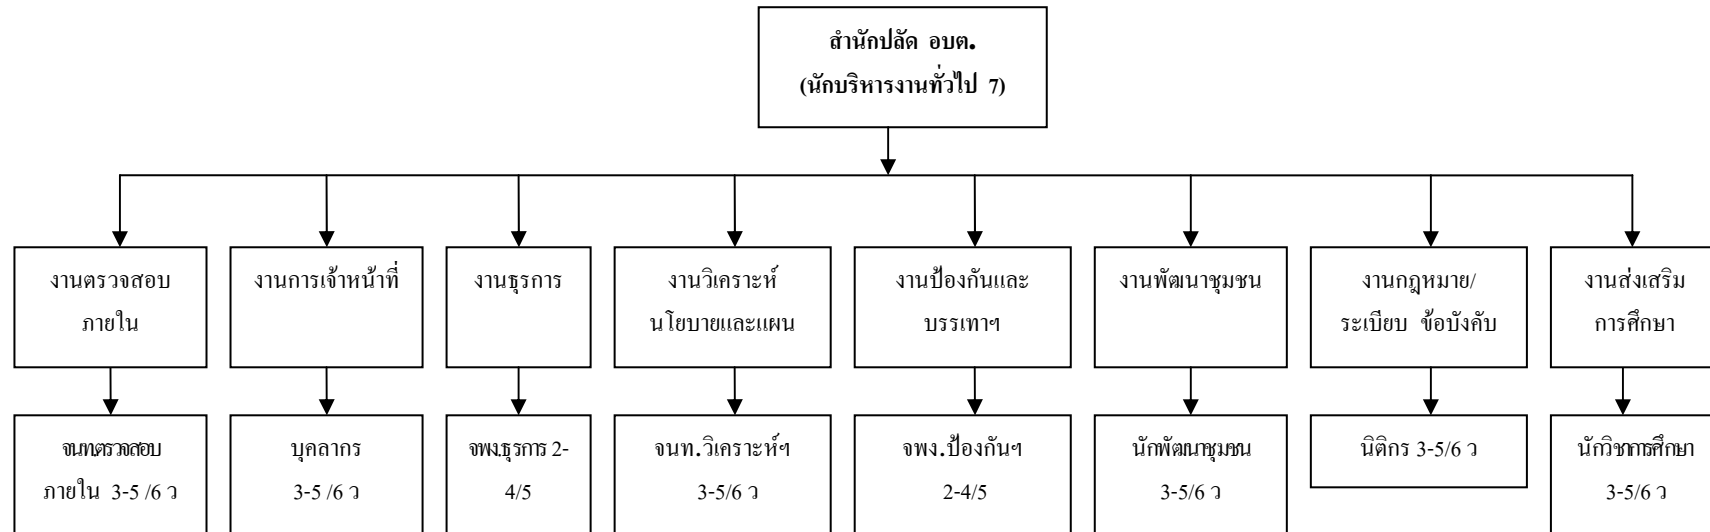 สำนักปลัด อบต.
(นักบริหารงานทั่วไป 7)
งานตรวจสอบ
ภายใน
งานการเจ้าหน้าที่
งานธุรการ
งานวิเคราะห์
นโยบายและแผน
งานป้องกันและ
บรรเทาฯ
งานพัฒนาชุมชน
งานกฎหมาย/
ระเบียบ ข้อบังคับ
งานส่งเสริม
การศึกษา
จนท.ตรวจสอบ
ภายใน 3-5 /6 ว
บุคลากร
3-5 /6 ว
จพง.ธุรการ 2-
4/5
จนท.วิเคราะห์ฯ
3-5/6 ว
จพง.ป้องกันฯ
2-4/5
นักพัฒนาชุมชน
3-5/6 ว
นิติกร 3-5/6 ว
นักวิชาการศึกษา
3-5/6 ว